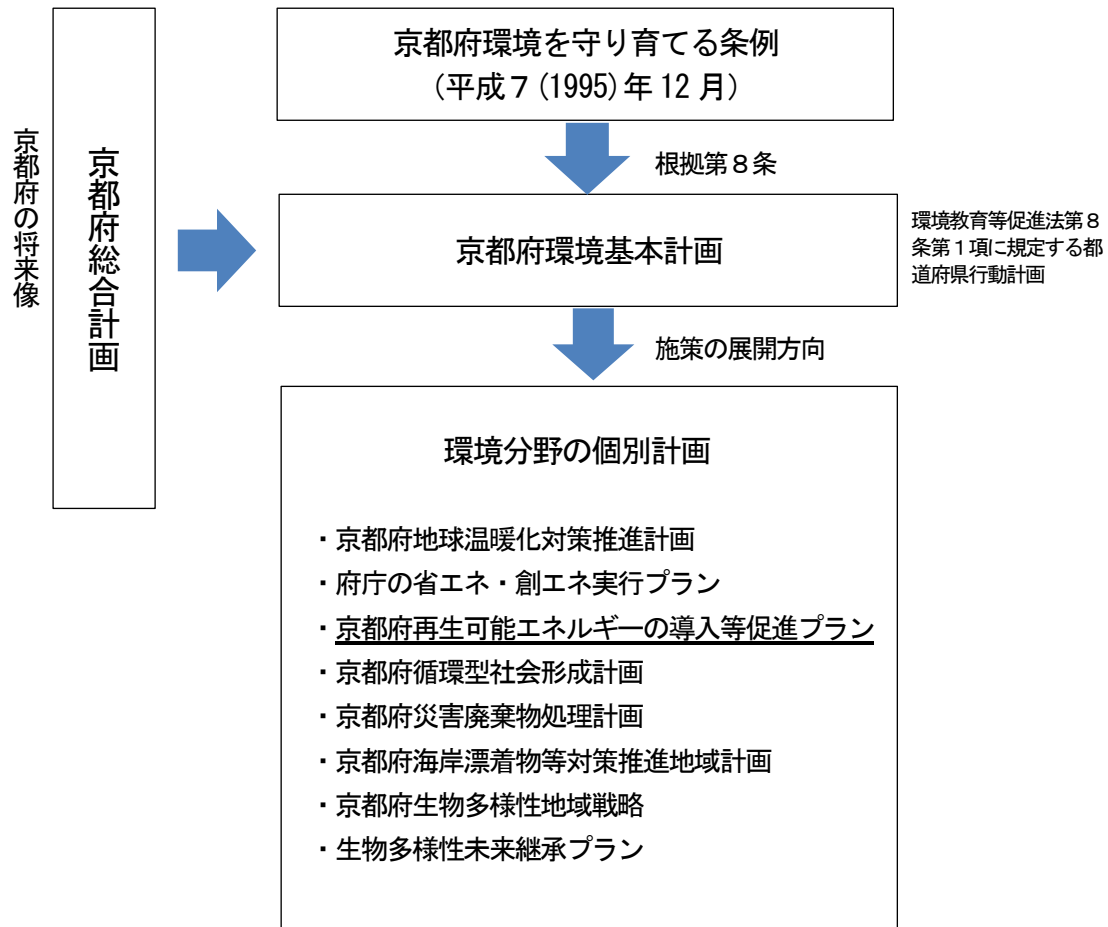 京都府環境を守り育てる条例
(平成７(1995)年12月)
京都府の将来像
京都府総合計画
根拠第８条
京都府環境基本計画
環境教育等促進法第８
条第１項に規定する都
道府県行動計画
施策の展開方向
環境分野の個別計画
・京都府地球温暖化対策推進計画
・府庁の省エネ・創エネ実行プラン
・京都府再生可能エネルギーの導入等促進プラン
・京都府循環型社会形成計画
・京都府災害廃棄物処理計画
・京都府海岸漂着物等対策推進地域計画
・京都府生物多様性地域戦略
・生物多様性未来継承プラン